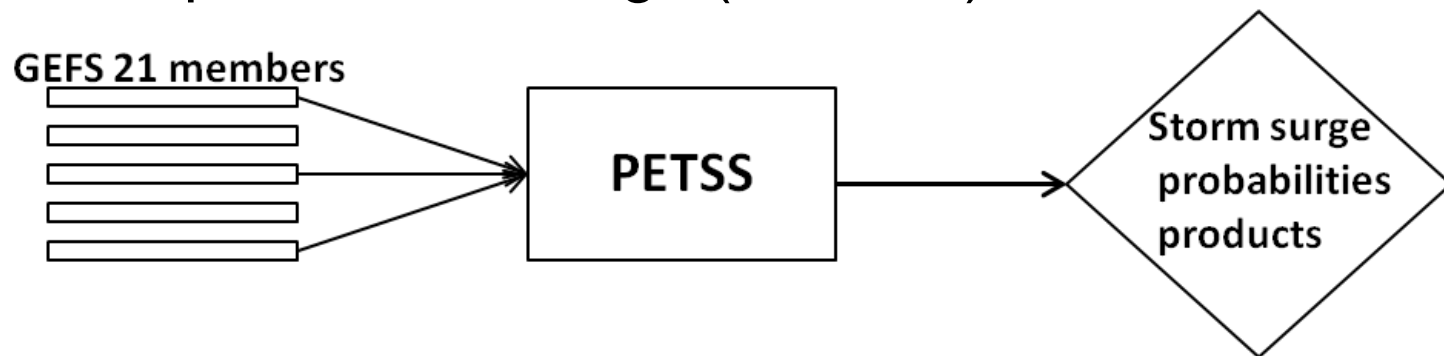 GEFS 21 members
PETSS
Storm surge
probabilities
products